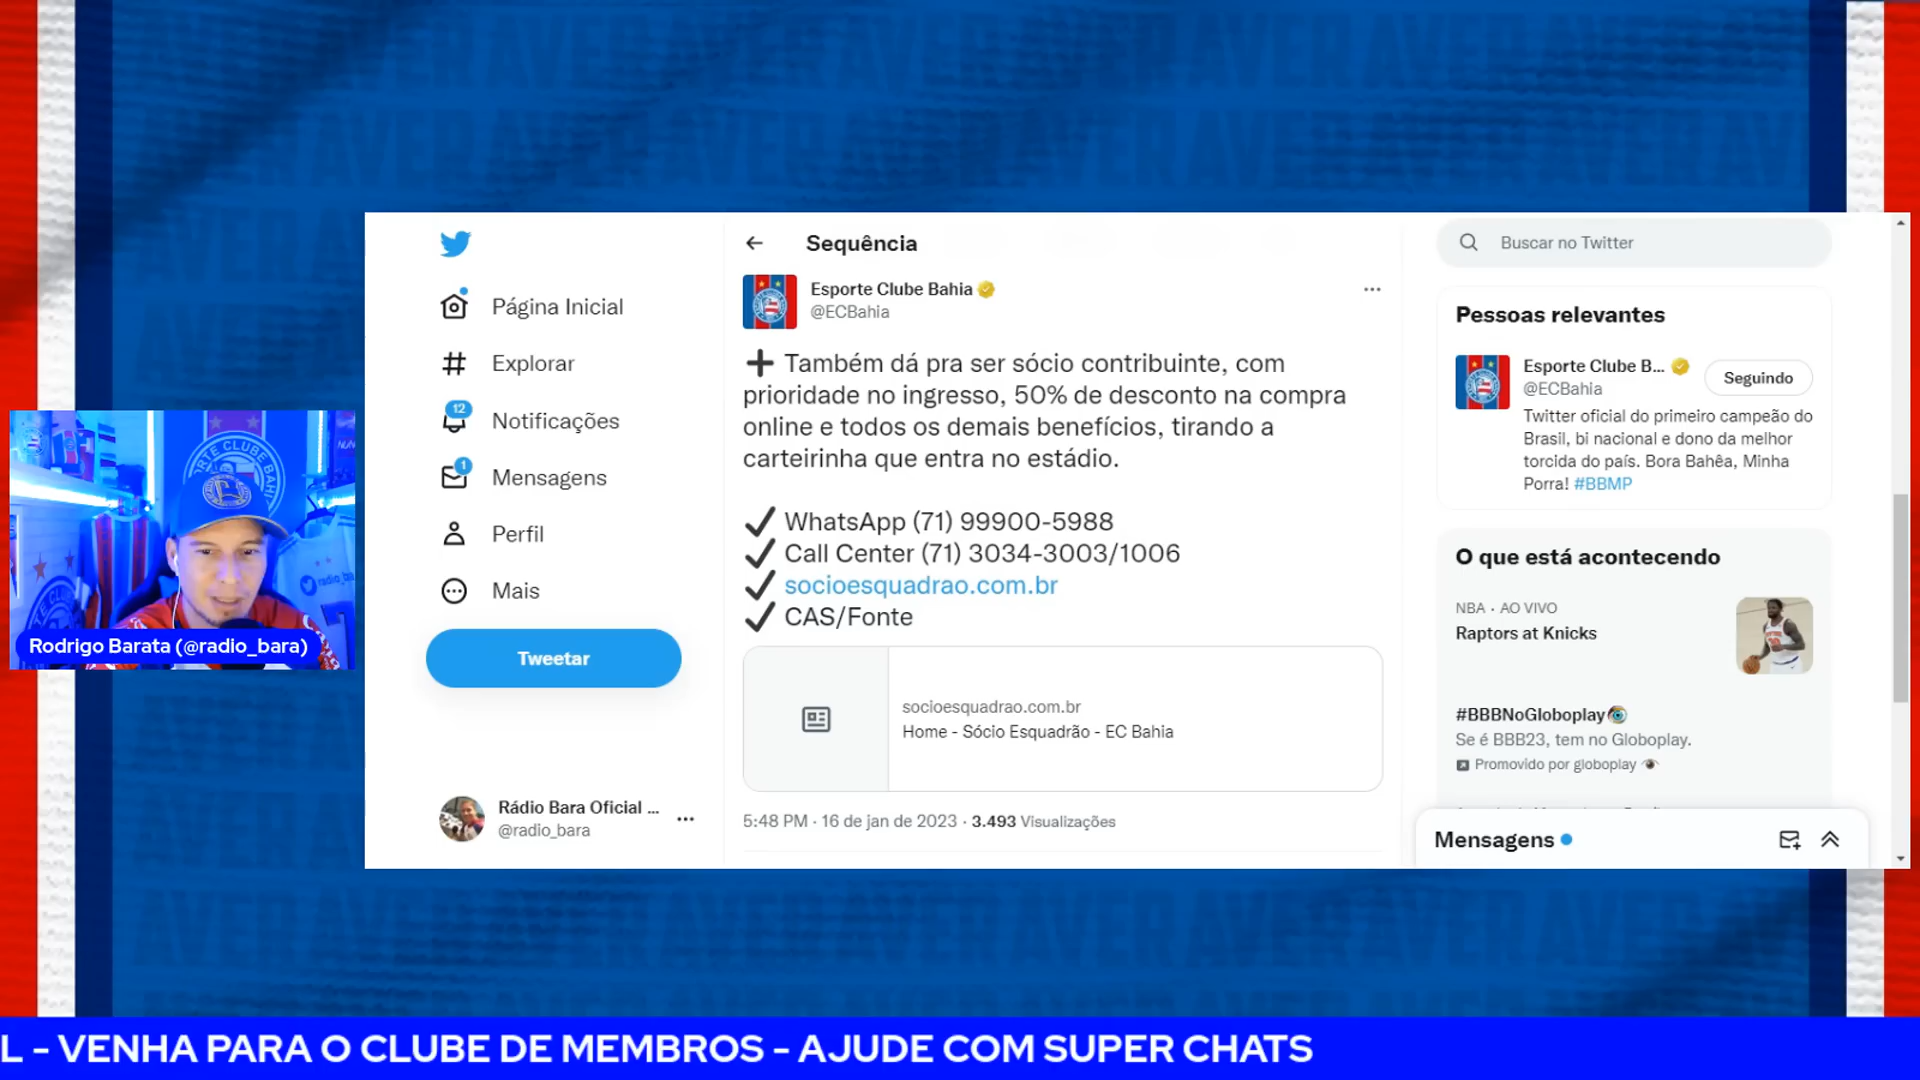 Sequência
Esporte Clube Bahia
@ECBahia
Também dá pra ser sócio contribuinte, com
prioridade no ingresso, 50% de desconto na compra
online e todos os demais benefícios, tirando a
carteirinha que entra no estádio.
WhatsApp (71) 99900-5988
Call Center (71) 3034-3003/1006
socioesquadrao.com.br
CAS/Fonte
socioesquadrao.com.br
Home - Sócio Esquadrão - EC Bahia
5:48 PM · 16 de jan de 2023 · 3.493 Visualizações
Página Inicial
Explorar
12
Notificações
1
Mensagens
Perfil
Mais
Tweetar
Rádio Bara Oficial ...
@radio_bara
Buscar no Twitter
Pessoas relevantes
Esporte Clube B...
@ECBahia
Seguindo
Twitter oficial do primeiro campeão do
Brasil, bi nacional e dono da melhor
torcida do país. Bora Bahêa, Minha
Porra! #BBMP
O que está acontecendo
NBA · AO VIVO
Raptors at Knicks
#BBBNoGloboplay
Se é BBB23, tem no Globoplay.
Promovido por globoplay
Mensagens
Rodrigo Barata (@radio_bara)
L - VENHA PARA O CLUBE DE MEMBROS - AJUDE COM SUPER CHATS